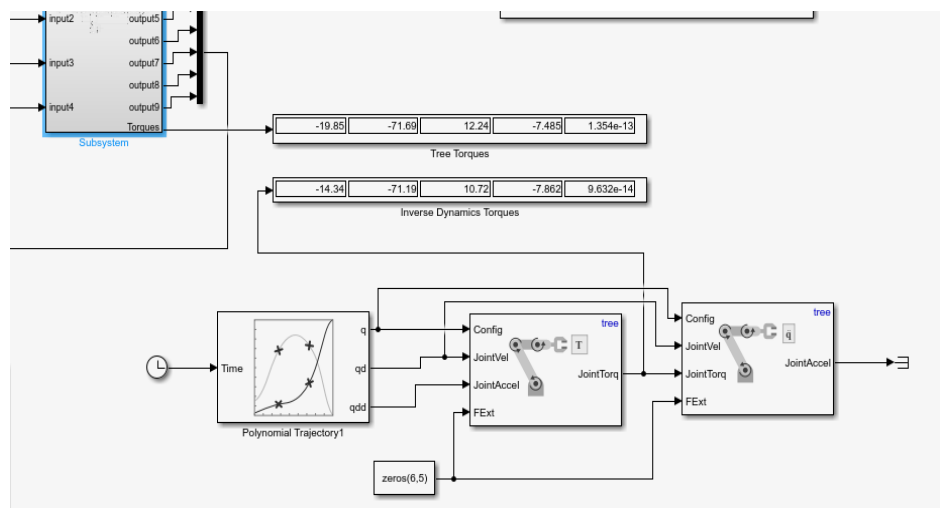 input2
output5
output6
input3
output7
output8
input4
output9
Torques
Subsystem
-19.85 -71.69 12.24 -7.485 1.354e-13
Tree Torques
-14.34 -71.19 10.72 -7.862 9.632e-14
Inverse Dynamics Torques
Time
q
qd
qdd
Polynomial Trajectory1
tree
Config
JointVel
JointAccel
FExt
T
JointTorq
tree
Config
JointVel
JointTorq
FExt
q̈
JointAccel
zeros(6,5)